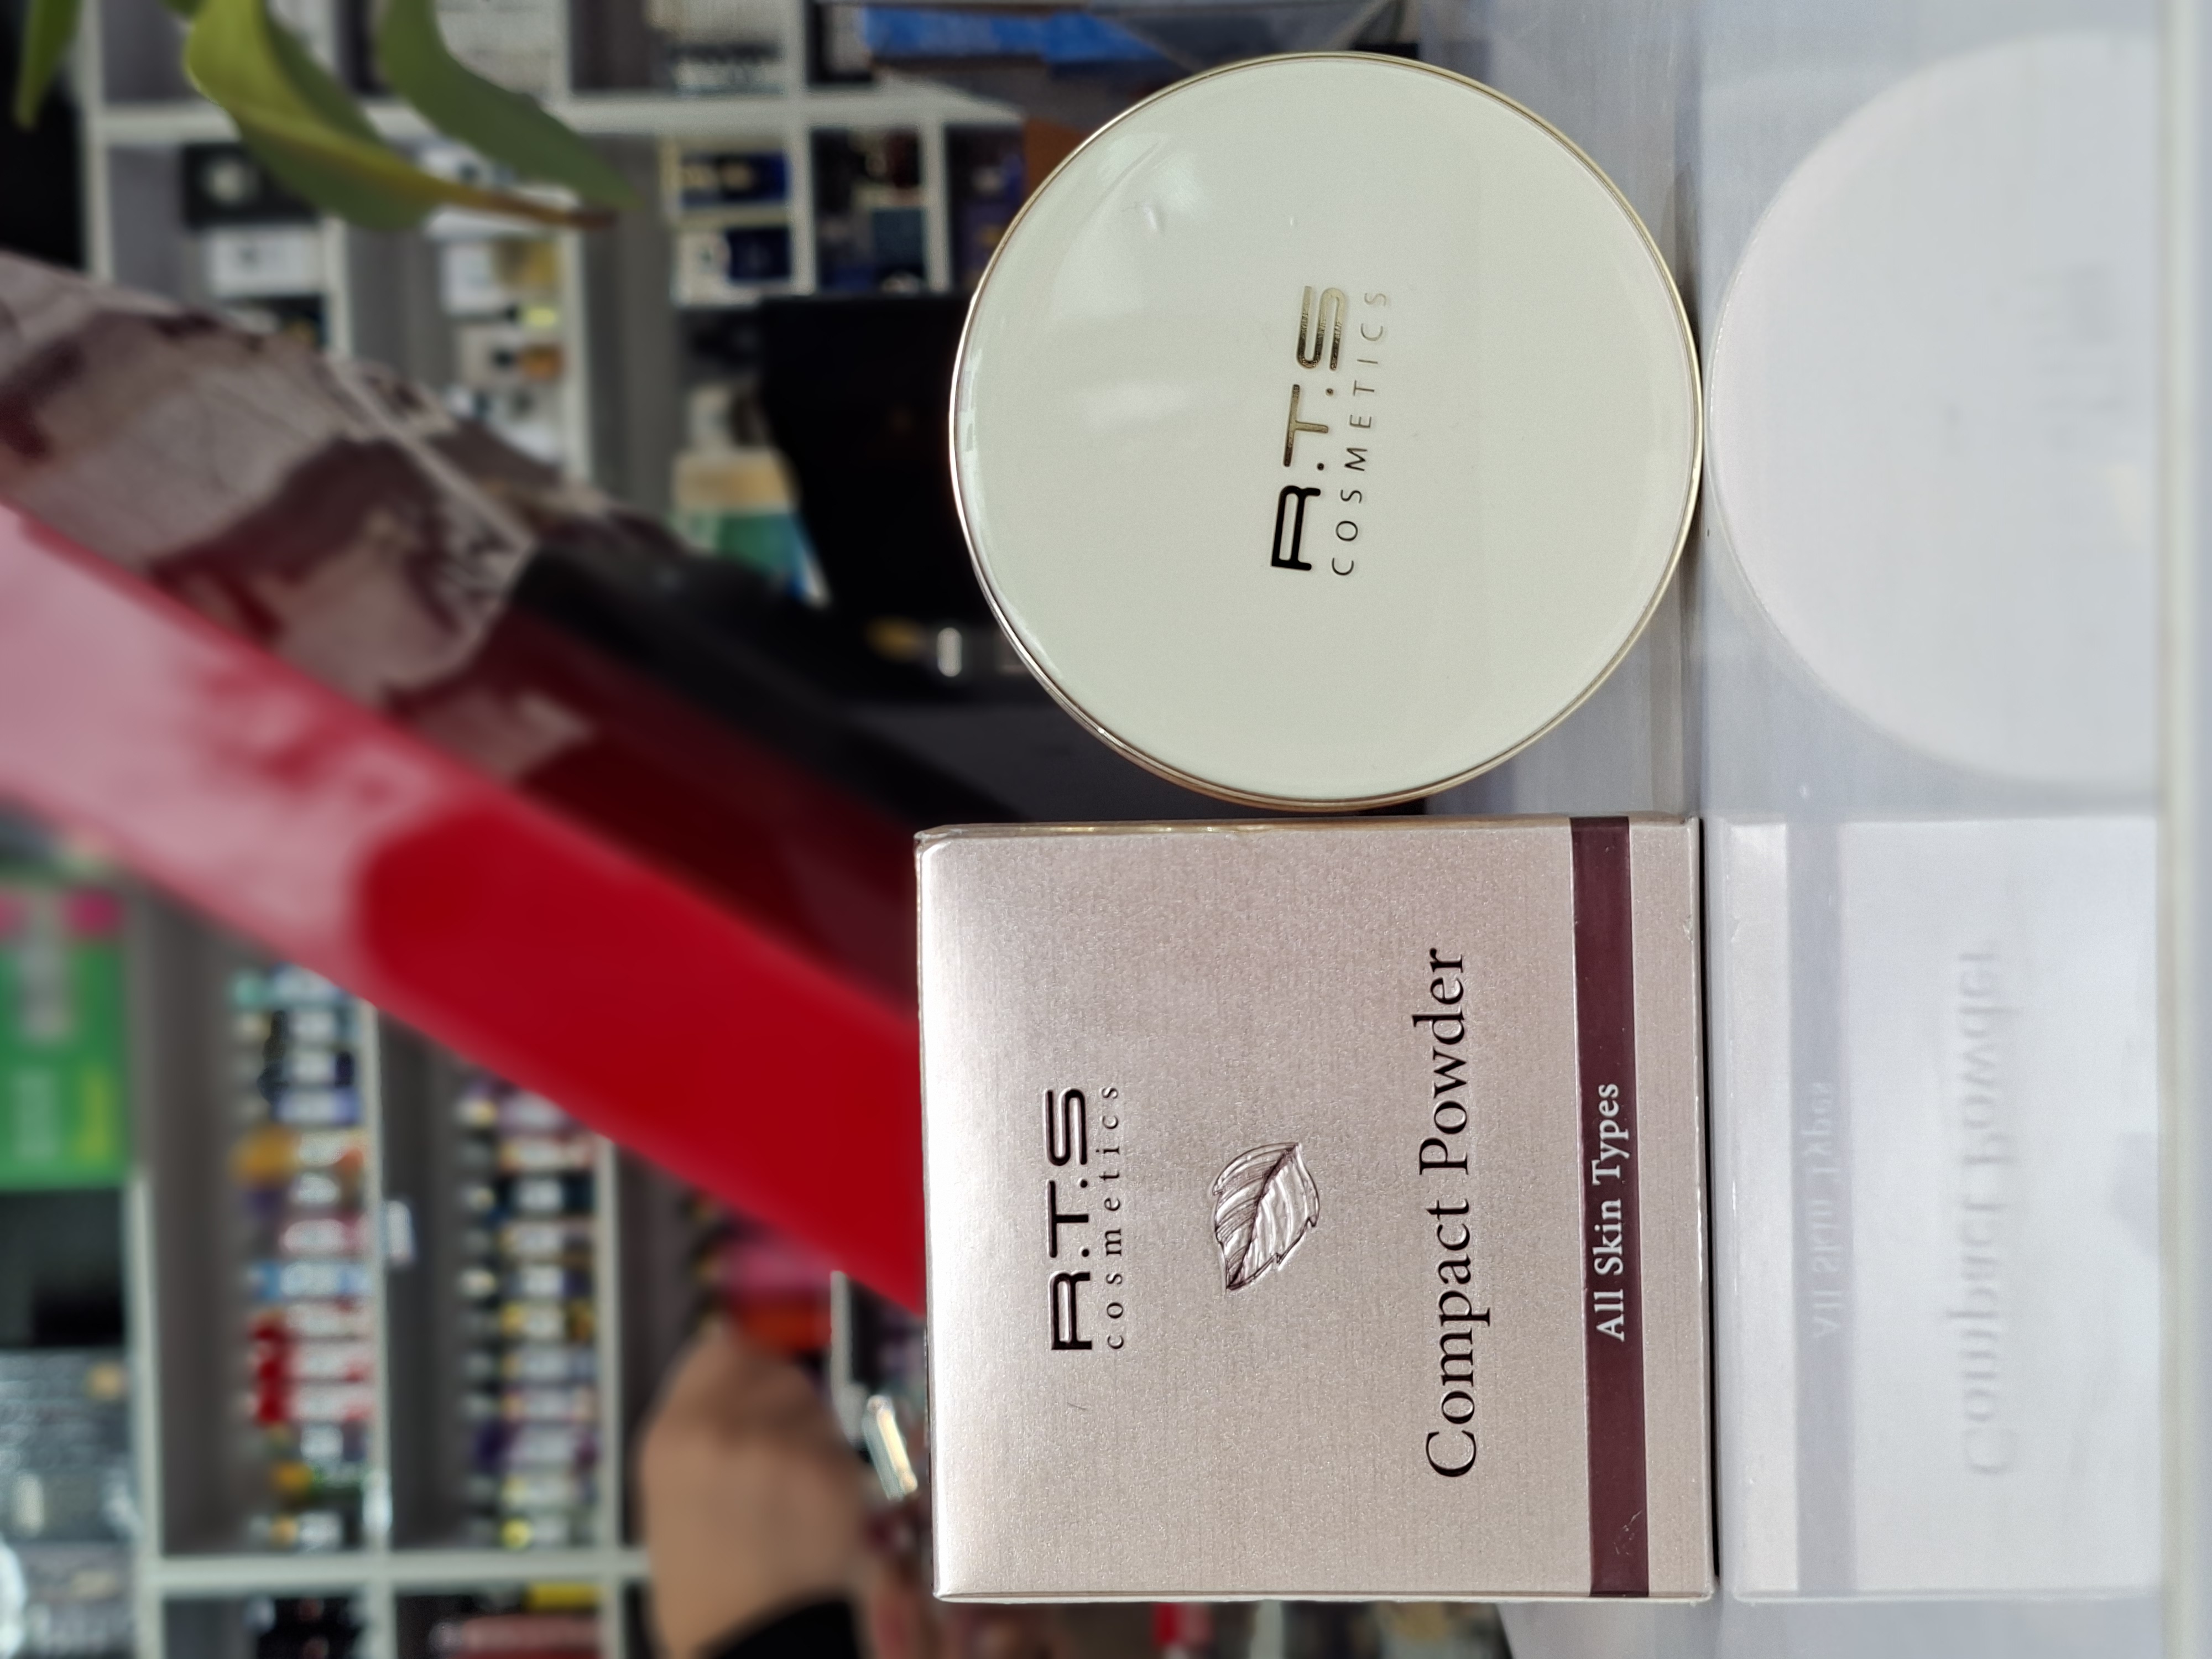 R.T.S
cosmetics
Compact Powder
All Skin Types
R.T.S
COSMETICS